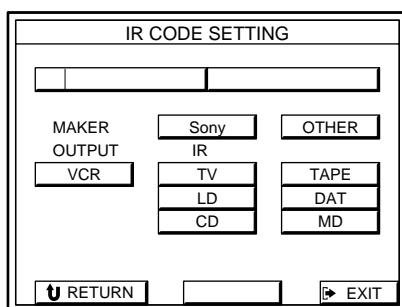 IR CODE SETTING
MAKER Sony OTHER
OUTPUT IR
VCR TV TAPE
LD DAT
CD MD
RETURN EXIT